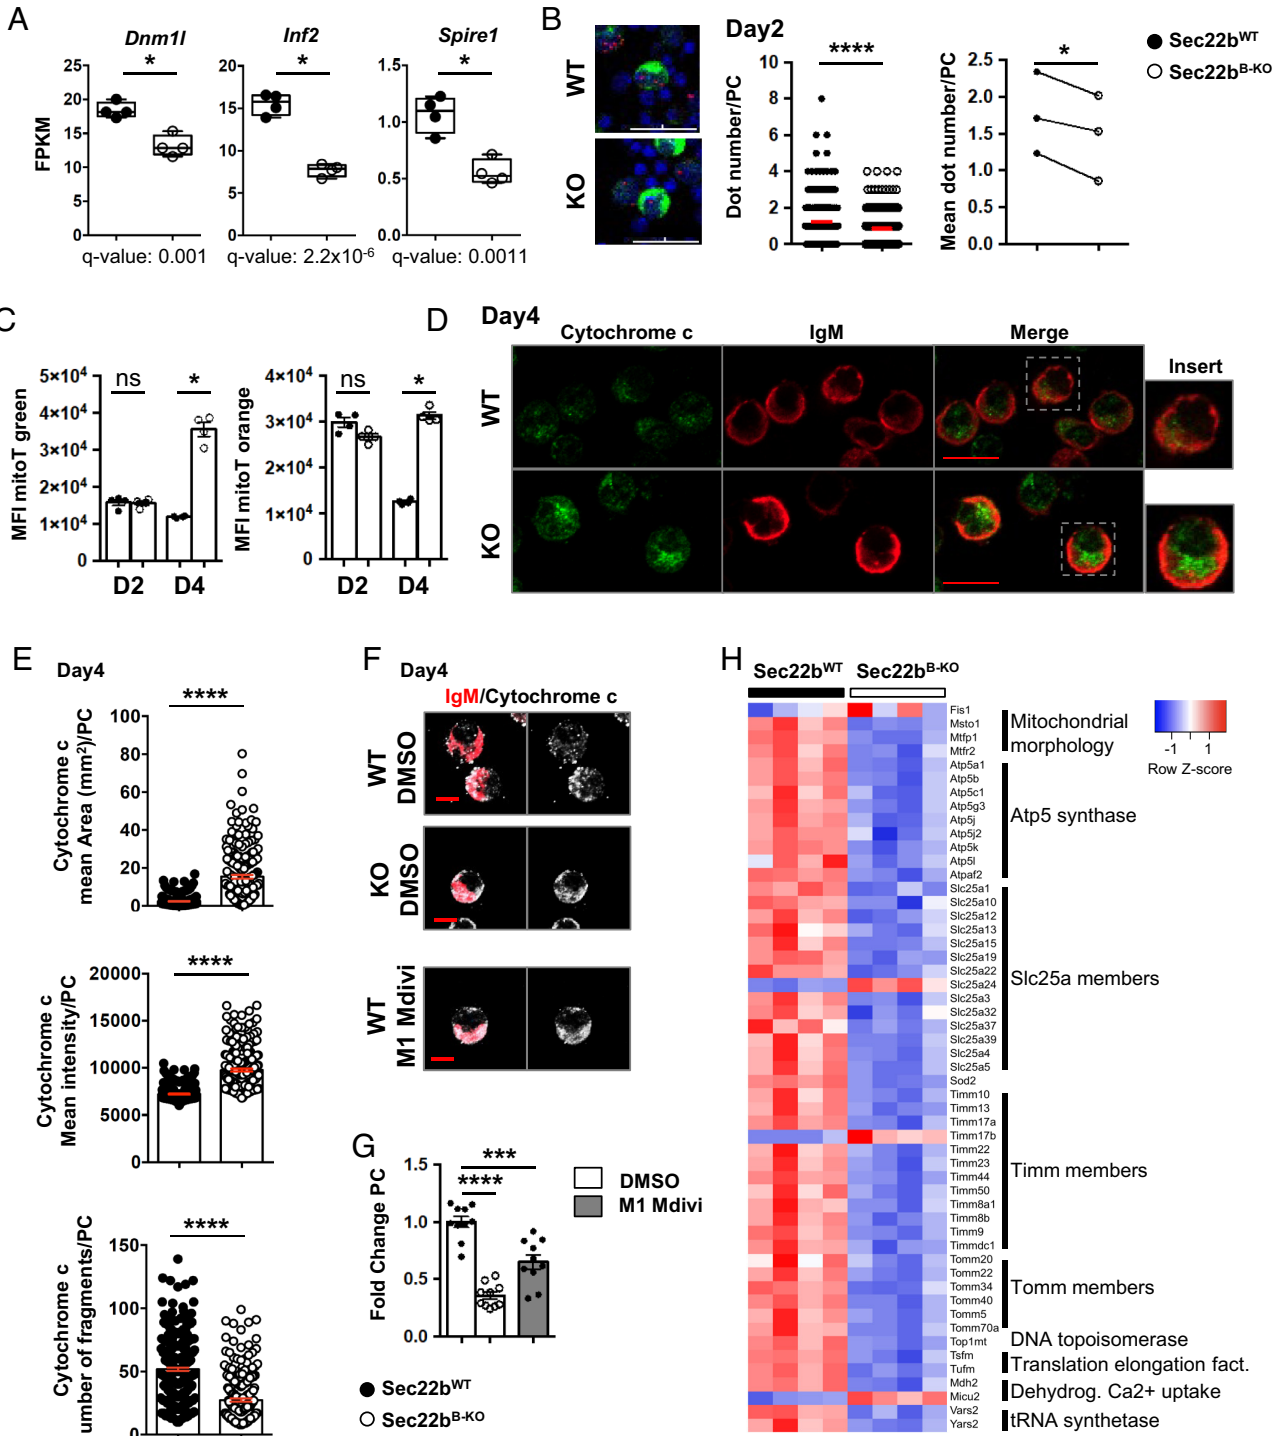 A
Dnm1l
Inf2
Spire1
*
*
*
FPKM
25
20
15
10
5
0
20
15
10
5
0
1.5
1.0
0.5
0.0
q-value: 0.001
q-value: 2.2x10-6
q-value: 0.0011
B
WT
KO
Day2
****
Dot number/PC
10
8
6
4
2
0
*
Mean dot number/PC
2.5
2.0
1.5
1.0
0.5
0.0
Sec22bWT
Sec22bB-KO
C
MFI mitoT green
5×10⁴
4×10⁴
3×10⁴
2×10⁴
1×10⁴
0
ns
*
D2 D4
MFI mitoT orange
4×10⁴
3×10⁴
2×10⁴
1×10⁴
0
ns
*
D2 D4
D
Day4
Cytochrome c
IgM
Merge
Insert
WT
KO
E
Day4
****
Cytochrome c
mean Area (mm²)/PC
100
80
60
40
20
0
****
Cytochrome c
Mean intensity/PC
20000
15000
10000
5000
0
****
Cytochrome c
umber of fragments/PC
150
100
50
0
F
Day4
IgM/Cytochrome c
WT
DMSO
KO
DMSO
WT
M1 Mdivi
G
Fold Change PC
1.5
1.0
0.5
0.0
***
****
DMSO
M1 Mdivi
Sec22bWT
Sec22bB-KO
H
Sec22bWT
Sec22bB-KO
-1 1
Row Z-score
Fis1
Msto1
Mtfp1
Mtfr2
Atp5a1
Atp5b
Atp5c1
Atp5g3
Atp5j
Atp5j2
Atp5k
Atp5l
Atpaf2
Slc25a1
Slc25a10
Slc25a12
Slc25a13
Slc25a15
Slc25a19
Slc25a22
Slc25a24
Slc25a3
Slc25a32
Slc25a37
Slc25a39
Slc25a4
Slc25a5
Sod2
Timm10
Timm13
Timm17a
Timm17b
Timm22
Timm23
Timm44
Timm50
Timm8a1
Timm8b
Timm9
Timmdc1
Tomm20
Tomm22
Tomm34
Tomm40
Tomm5
Tomm70a
Top1mt
Tsfm
Tufm
Mdh2
Micu2
Vars2
Yars2
Mitochondrial
morphology
Atp5 synthase
Slc25a members
Timm members
Tomm members
DNA topoisomerase
Translation elongation fact.
Dehydrog. Ca2+ uptake
tRNA synthetase